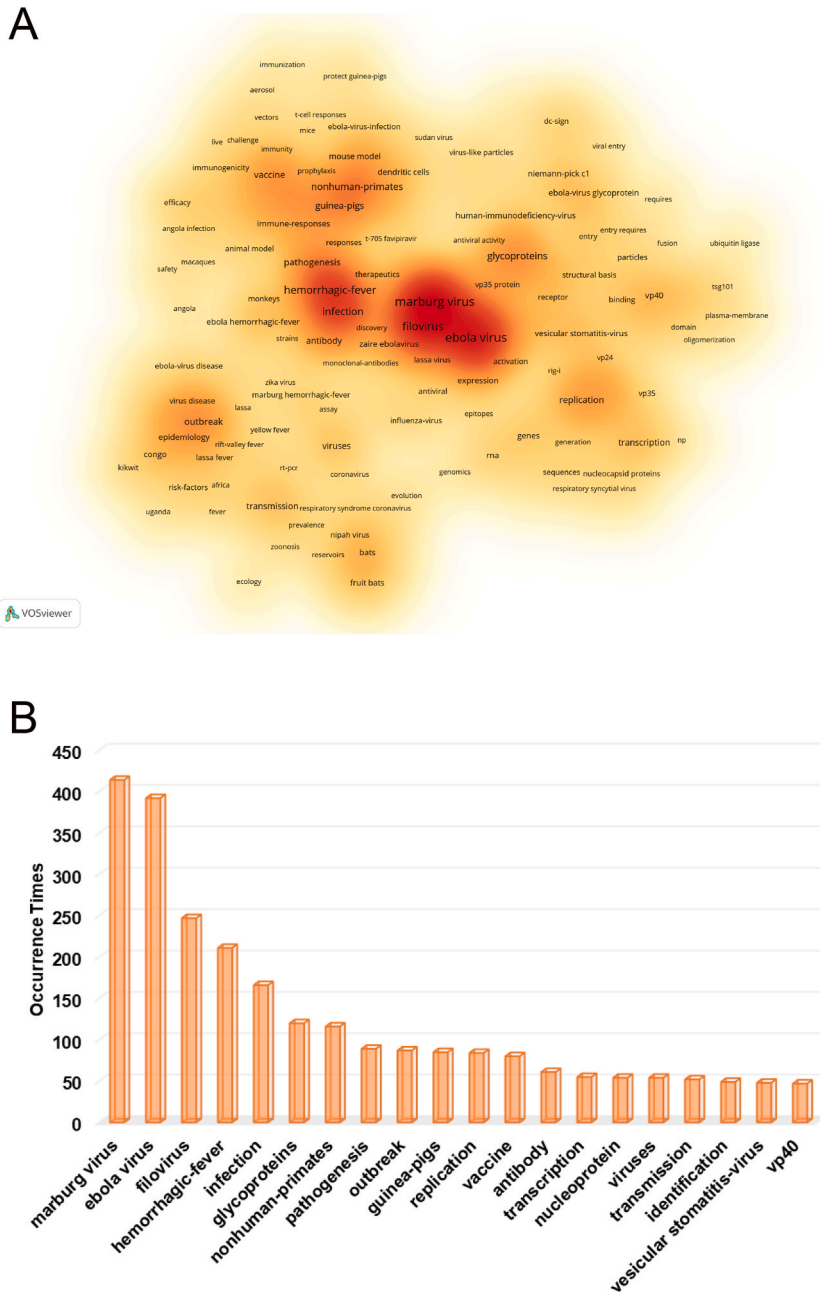 A
immunization
protect guinea-pigs
aerosol
vectors
t-cell responses
mice
ebola-virus-infection
dc-sign
live
challenge
sudan virus
immunity
virus-like particles
viral entry
mouse model
immunogenicity
vaccine
prophylaxis
dendritic cells
niemann-pick c1
nonhuman-primates
ebola-virus glycoprotein
requires
efficacy
guinea-pigs
human-immunodeficiency-virus
angola infection
immune-responses
entry requires
animal model
responses
t-705 favipiravir
antiviral activity
entry
fusion
ubiquitin ligase
macaques
pathogenesis
glycoproteins
particles
safety
therapeutics
structural basis
hemorrhagic-fever
vp35 protein
tsg101
monkeys
marburg virus
receptor
binding
vp40
angola
infection
plasma-membrane
ebola hemorrhagic-fever
discovery
filovirus
vesicular stomatitis-virus
domain
strains
antibody
zaire ebolavirus
ebola virus
oligomerization
ebola-virus disease
monoclonal-antibodies
lassa virus
activation
vp24
rig-i
zika virus
expression
marburg hemorrhagic-fever
antiviral
virus disease
lassa
assay
replication
vp35
outbreak
influenza-virus
epitopes
epidemiology
yellow fever
rift-valley fever
viruses
genes
generation
transcription
np
congo
lassa fever
rna
kikwit
rt-pcr
coronavirus
genomics
sequences
nucleocapsid proteins
risk-factors
africa
evolution
respiratory syncytial virus
uganda
fever
transmission
respiratory syndrome coronavirus
prevalence
nipah virus
zoonosis
reservoirs
bats
ecology
fruit bats
VOSviewer
B
Occurrence Times
450
400
350
300
250
200
150
100
50
0
marburg virus
ebola virus
filovirus
hemorrhagic-fever
infection
glycoproteins
nonhuman-primates
pathogenesis
outbreak
guinea-pigs
replication
vaccine
antibody
transcription
nucleoprotein
viruses
transmission
identification
vesicular stomatitis-virus
vp40